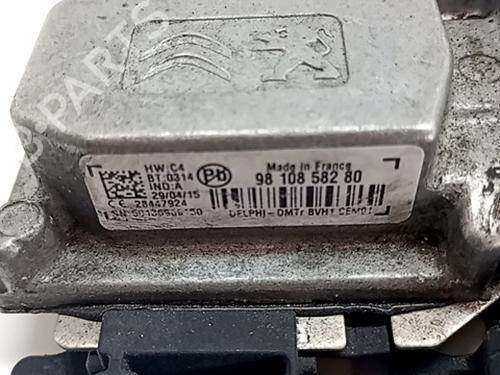 PARTS
HW:C4
BT:0314
IND:A
29/04/15
CE 28447924
Pb
Made in France
98 108 582 80
DELPHI - DMTr BVH1 CEM01